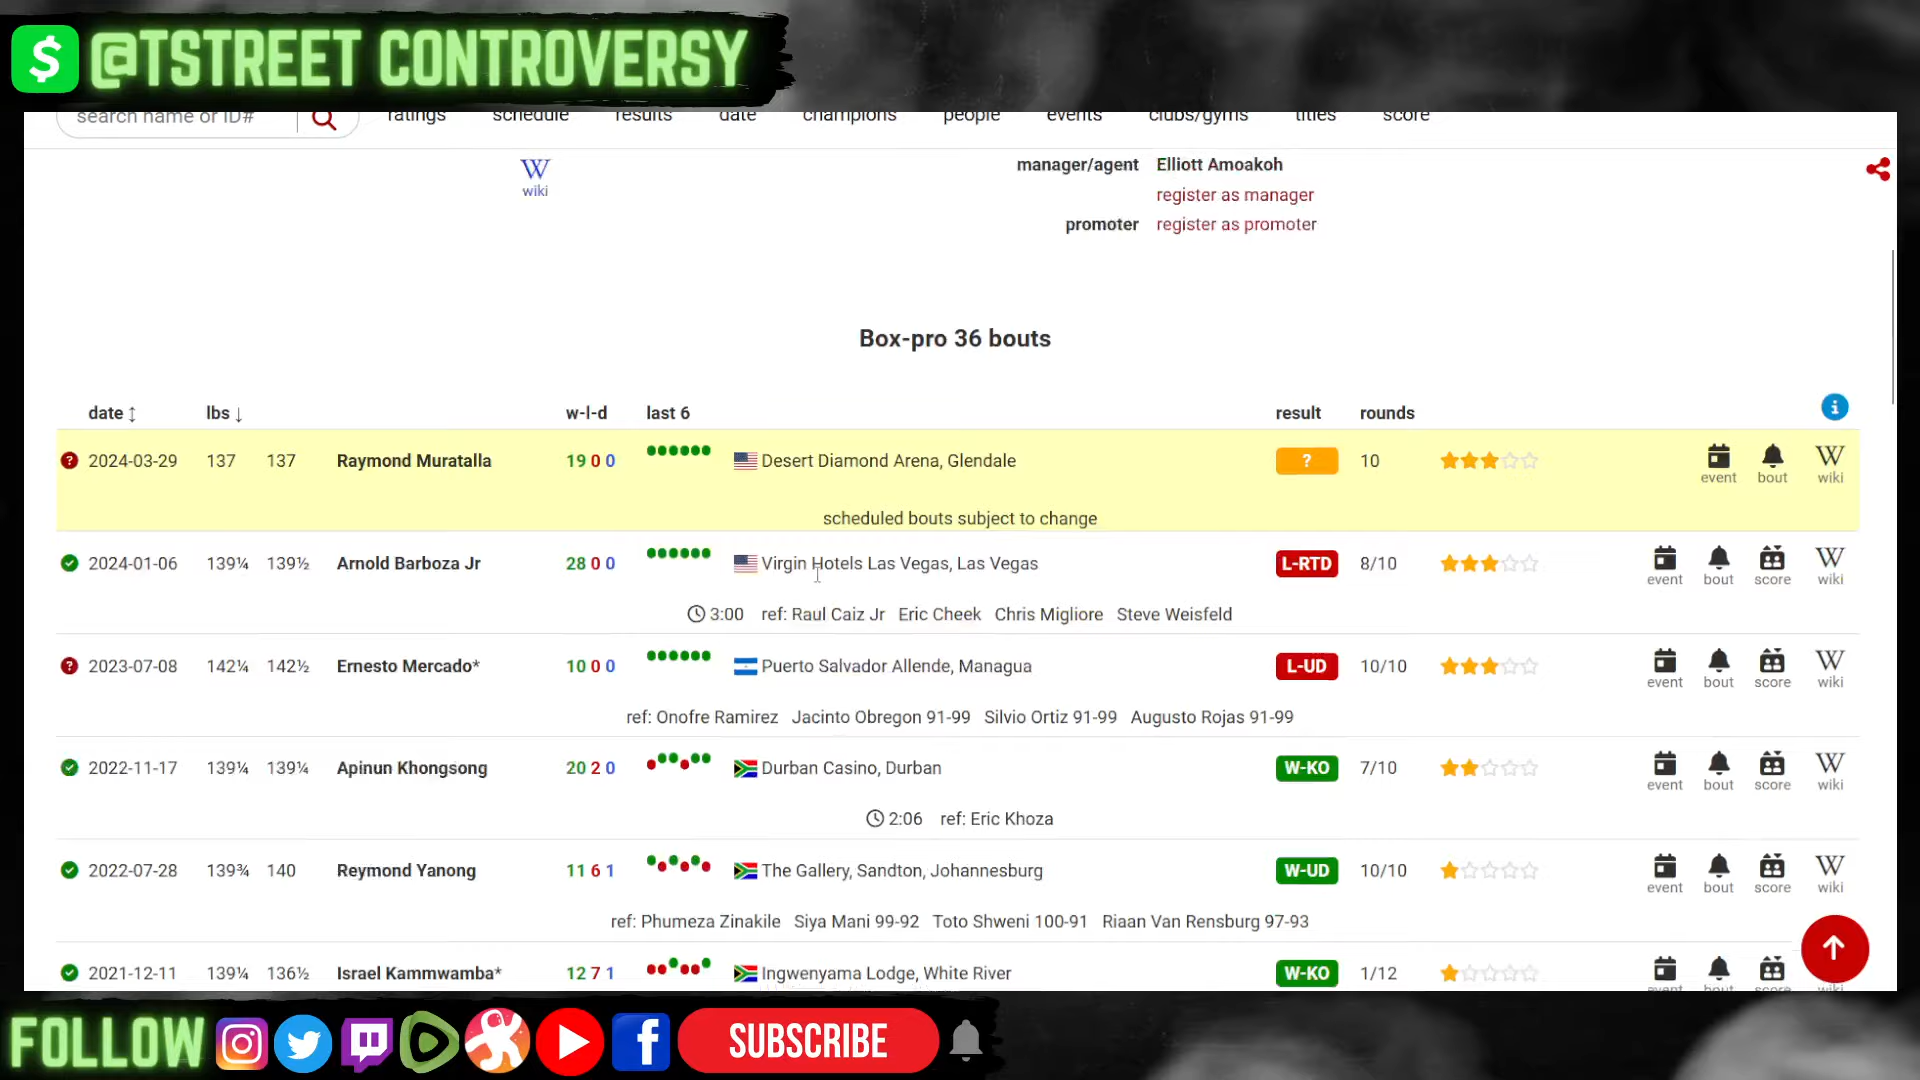 $ @TSTREET CONTROVERSY
search name or ID#
ratings schedule results date champions people events clubs/gyms titles score
W
wiki
manager/agent Elliott Amoakoh
register as manager
promoter register as promoter
Box-pro 36 bouts
date lbs w-l-d last 6 result rounds
2024-03-29 137 137 Raymond Muratalla 19 0 0 Desert Diamond Arena, Glendale ? 10 event bout wiki
scheduled bouts subject to change
2024-01-06 139¼ 139½ Arnold Barboza Jr 28 0 0 Virgin Hotels Las Vegas, Las Vegas L-RTD 8/10 event bout score wiki
3:00 ref: Raul Caiz Jr Eric Cheek Chris Migliore Steve Weisfeld
2023-07-08 142¼ 142½ Ernesto Mercado* 10 0 0 Puerto Salvador Allende, Managua L-UD 10/10 event bout score wiki
ref: Onofre Ramirez Jacinto Obregon 91-99 Silvio Ortiz 91-99 Augusto Rojas 91-99
2022-11-17 139¼ 139¼ Apinun Khongsong 20 2 0 Durban Casino, Durban W-KO 7/10 event bout score wiki
2:06 ref: Eric Khoza
2022-07-28 139¾ 140 Reymond Yanong 11 6 1 The Gallery, Sandton, Johannesburg W-UD 10/10 event bout score wiki
ref: Phumeza Zinakile Siya Mani 99-92 Toto Shweni 100-91 Riaan Van Rensburg 97-93
2021-12-11 139¼ 136½ Israel Kammwamba* 12 7 1 Ingwenyama Lodge, White River W-KO 1/12 event bout score wiki
FOLLOW SUBSCRIBE